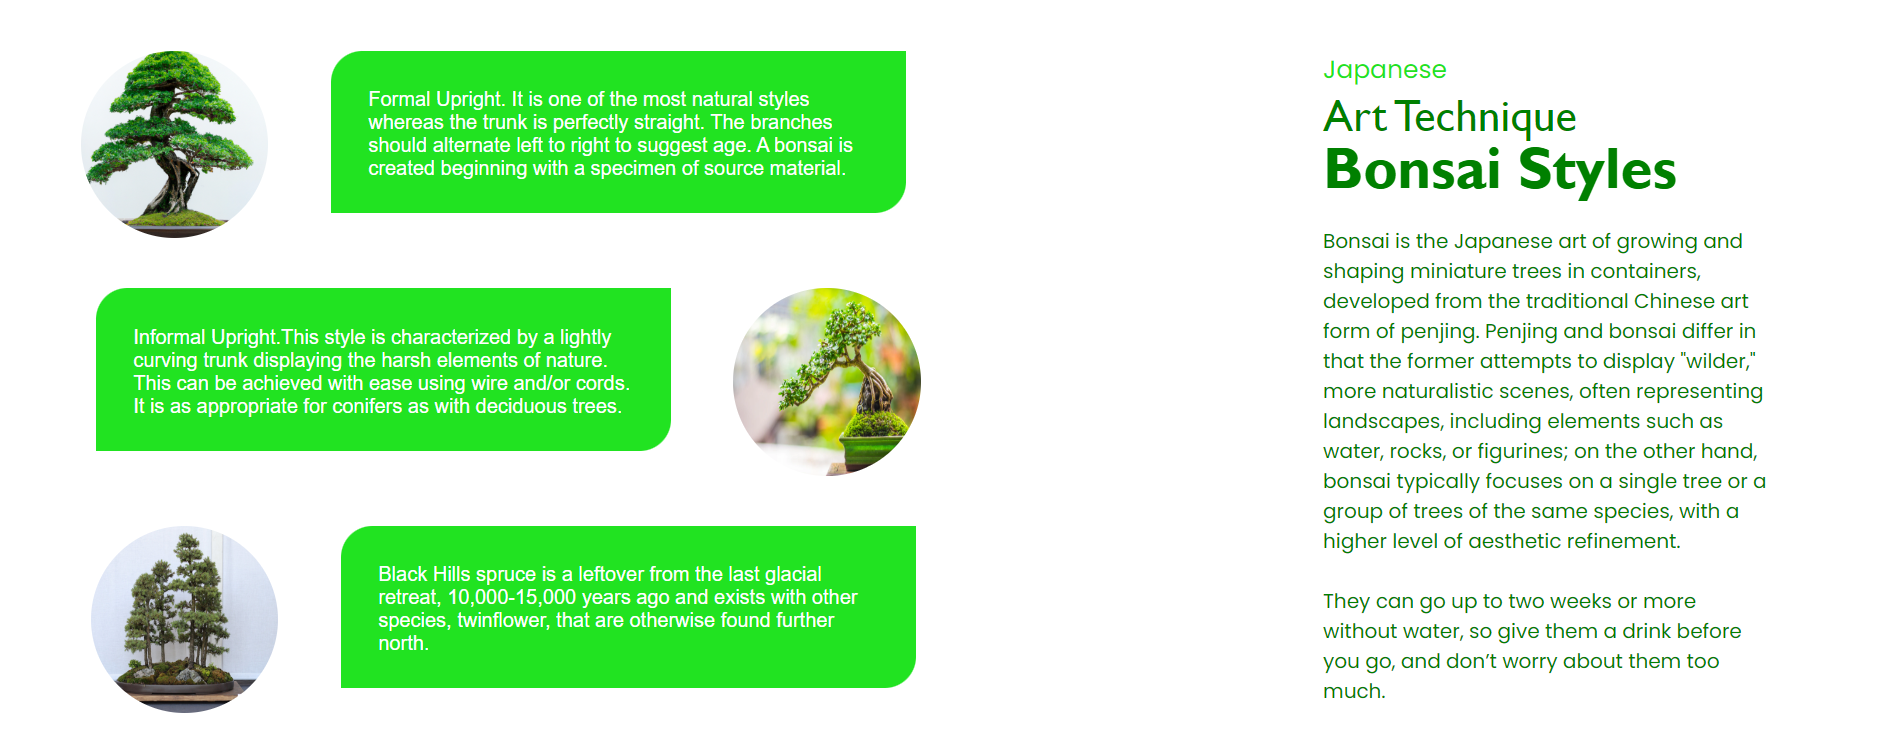 Formal Upright. It is one of the most natural styles
whereas the trunk is perfectly straight. The branches
should alternate left to right to suggest age. A bonsai is
created beginning with a specimen of source material.
Informal Upright.This style is characterized by a lightly
curving trunk displaying the harsh elements of nature.
This can be achieved with ease using wire and/or cords.
It is as appropriate for conifers as with deciduous trees.
Black Hills spruce is a leftover from the last glacial
retreat, 10,000-15,000 years ago and exists with other
species, twinflower, that are otherwise found further
north.
Japanese
Art Technique
Bonsai Styles
Bonsai is the Japanese art of growing and
shaping miniature trees in containers,
developed from the traditional Chinese art
form of penjing. Penjing and bonsai differ in
that the former attempts to display "wilder,"
more naturalistic scenes, often representing
landscapes, including elements such as
water, rocks, or figurines; on the other hand,
bonsai typically focuses on a single tree or a
group of trees of the same species, with a
higher level of aesthetic refinement.
They can go up to two weeks or more
without water, so give them a drink before
you go, and don’t worry about them too
much.